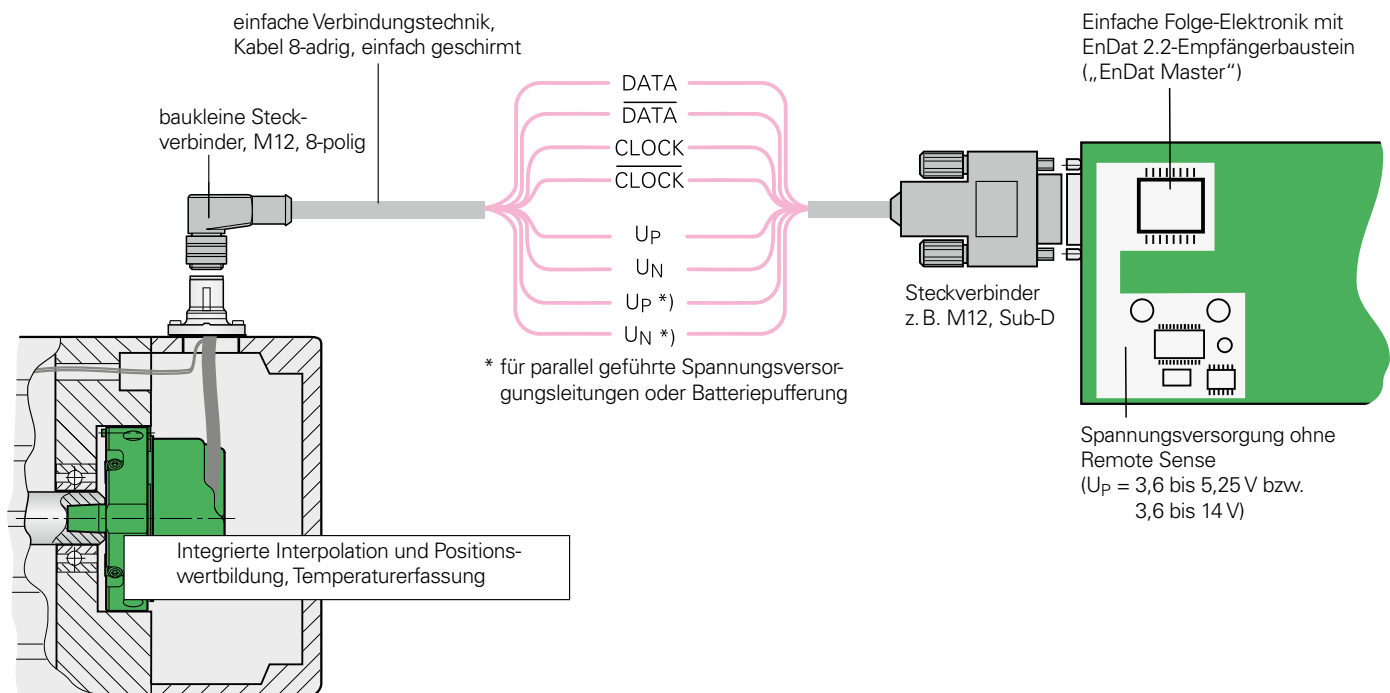 einfache Verbindungstechnik,
Kabel 8-adrig, einfach geschirmt
baukleine Steck-
verbinder, M12, 8-polig
DATA
D̅A̅T̅A̅
CLOCK
C̅L̅O̅C̅K̅
UP
UN
UP *)
UN *)
* für parallel geführte Spannungsversor-
gungsleitungen oder Batteriepufferung
Einfache Folge-Elektronik mit
EnDat 2.2-Empfängerbaustein
(„EnDat Master“)
Steckverbinder
z. B. M12, Sub-D
Spannungsversorgung ohne
Remote Sense
(UP = 3,6 bis 5,25 V bzw.
3,6 bis 14 V)
Integrierte Interpolation und Positions-
wertbildung, Temperaturerfassung